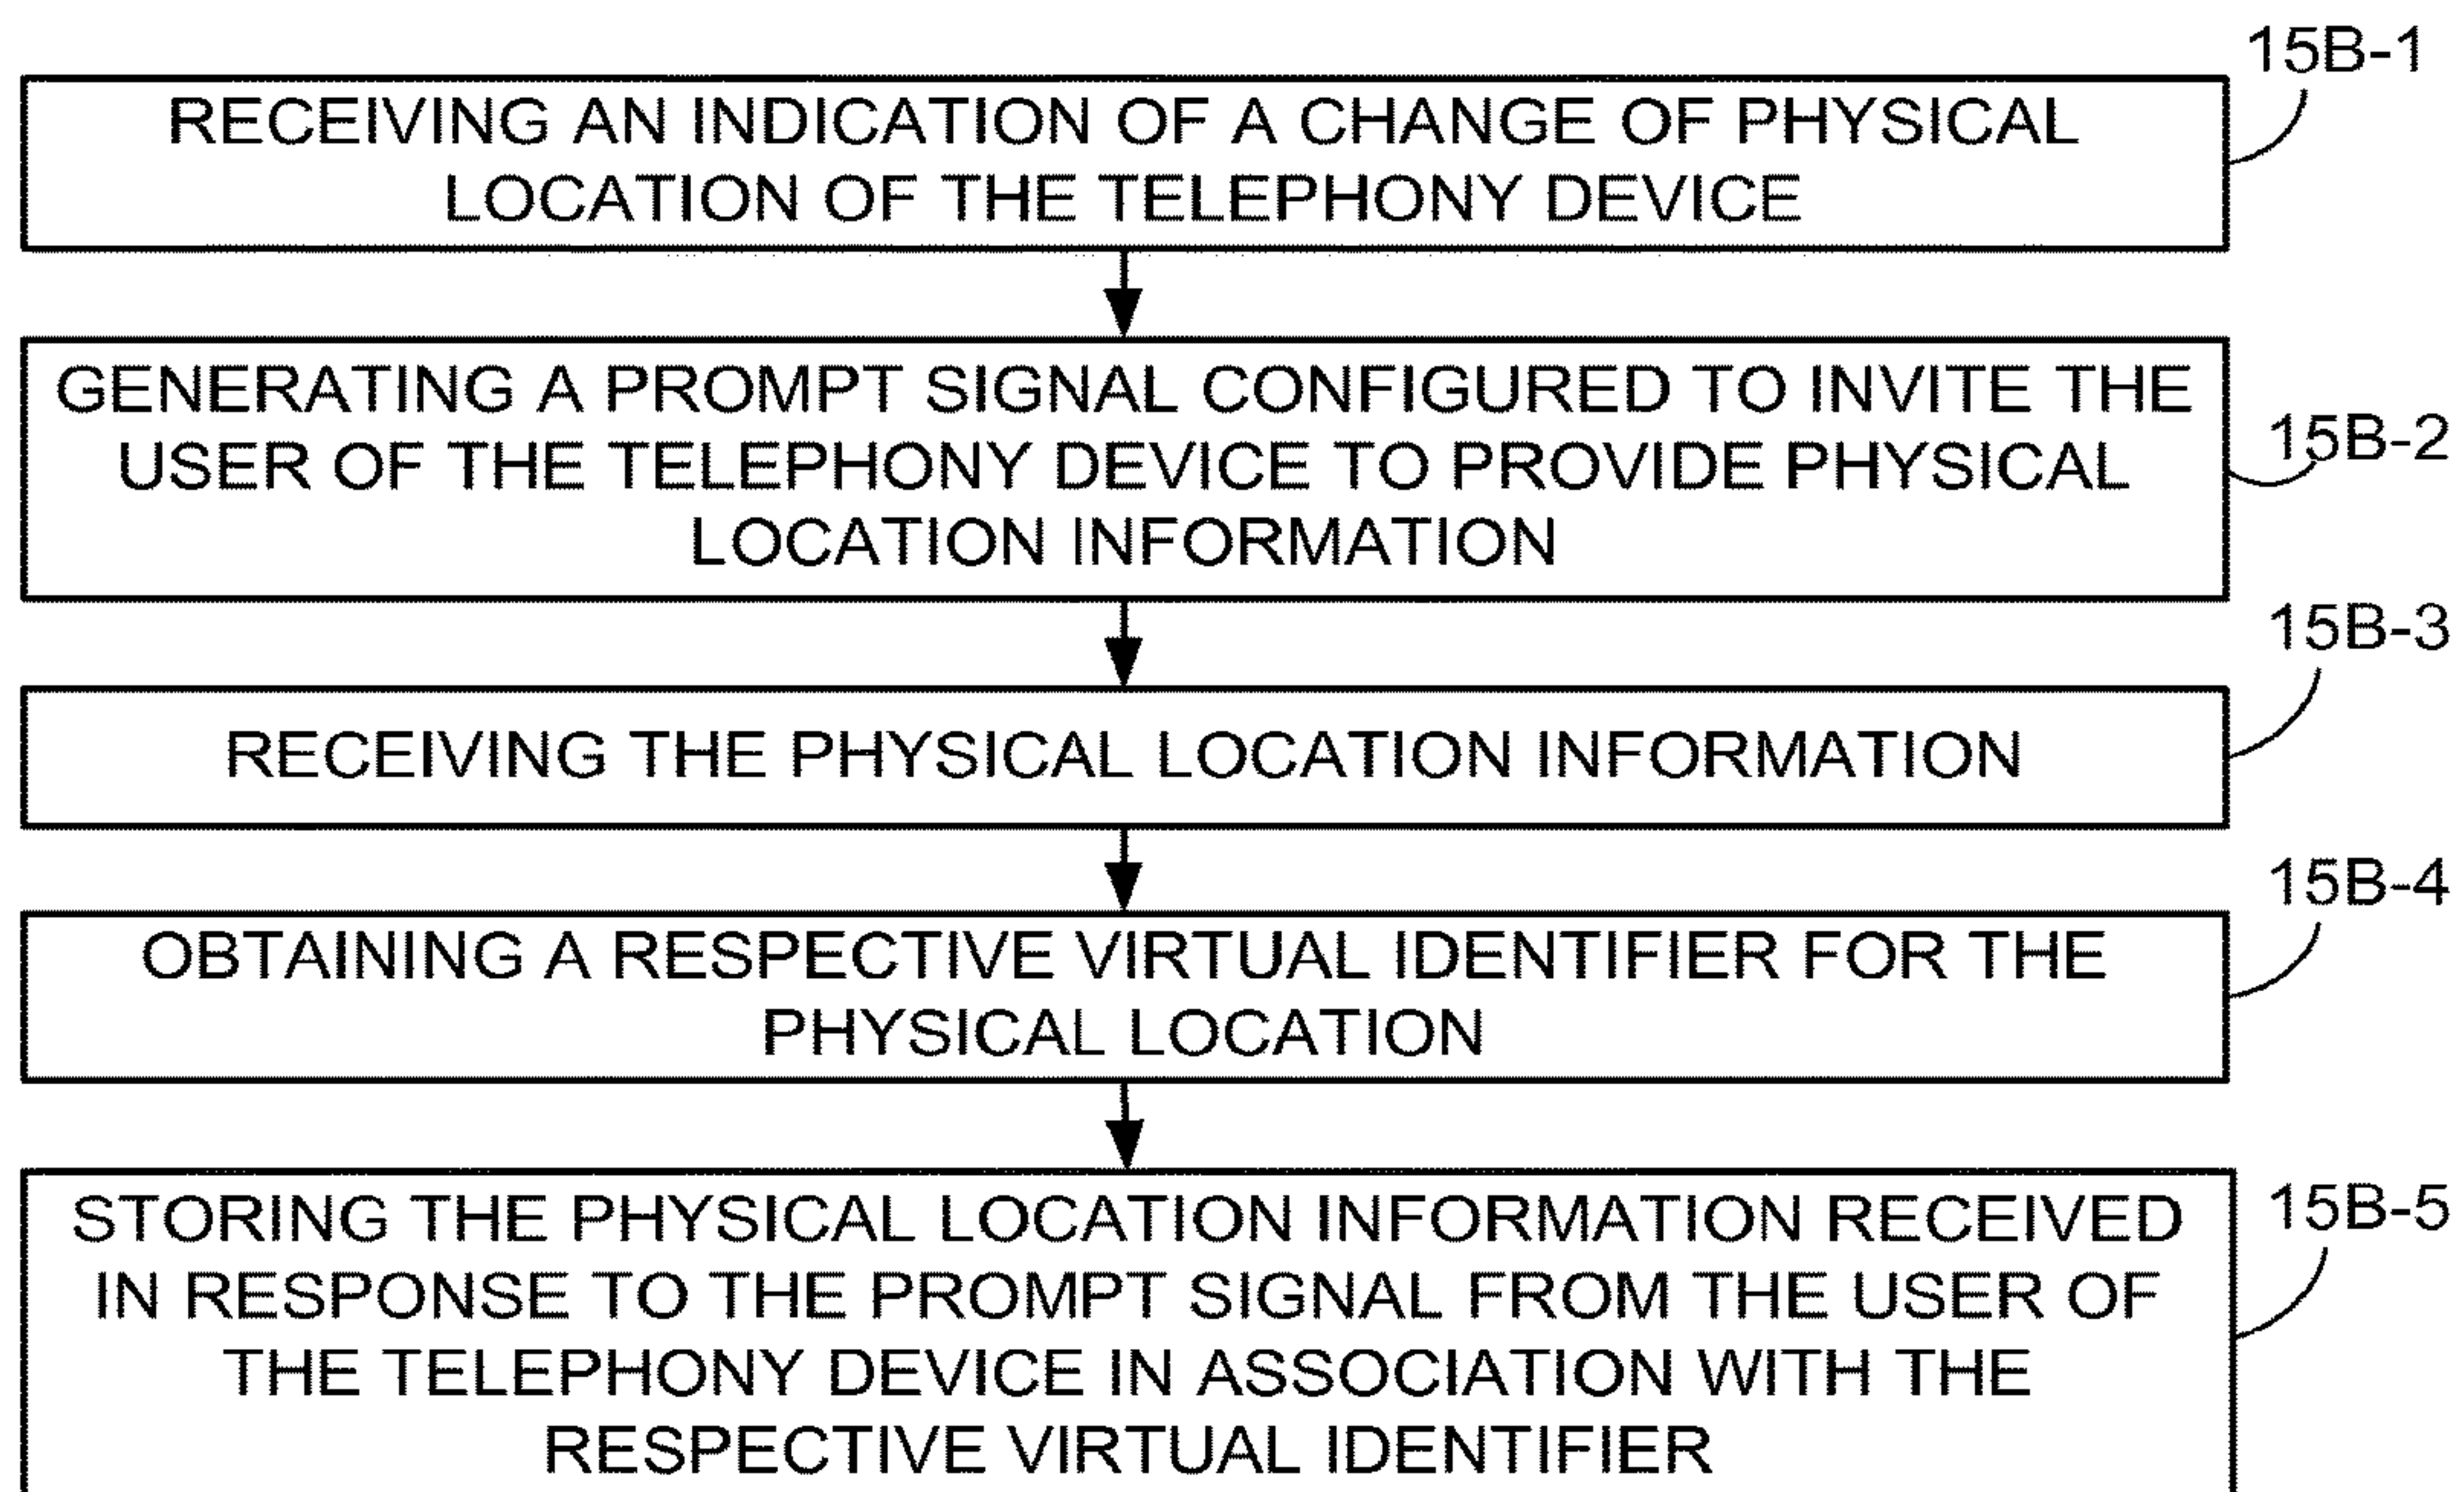 15B-1
RECEIVING AN INDICATION OF A CHANGE OF PHYSICAL
LOCATION OF THE TELEPHONY DEVICE
GENERATING A PROMPT SIGNAL CONFIGURED TO INVITE THE
USER OF THE TELEPHONY DEVICE TO PROVIDE PHYSICAL
LOCATION INFORMATION
15B-2
15B-3
RECEIVING THE PHYSICAL LOCATION INFORMATION
15B-4
OBTAINING A RESPECTIVE VIRTUAL IDENTIFIER FOR THE
PHYSICAL LOCATION
STORING THE PHYSICAL LOCATION INFORMATION RECEIVED
IN RESPONSE TO THE PROMPT SIGNAL FROM THE USER OF
THE TELEPHONY DEVICE IN ASSOCIATION WITH THE
RESPECTIVE VIRTUAL IDENTIFIER
15B-5